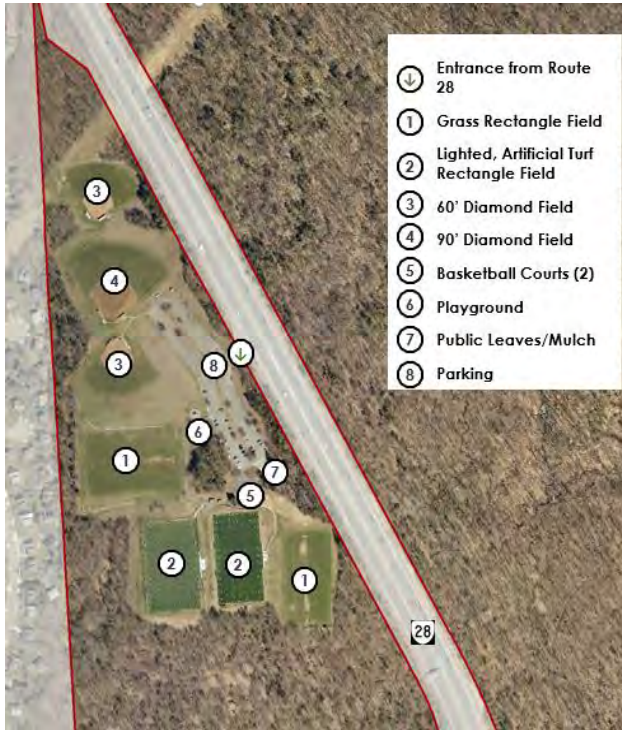 Entrance from Route
28
1 Grass Rectangle Field
2 Lighted, Artificial Turf
Rectangle Field
3 60' Diamond Field
4 90' Diamond Field
5 Basketball Courts (2)
6 Playground
7 Public Leaves/Mulch
8 Parking
3
4
3
8
6
1
7
5
2
2
1
28